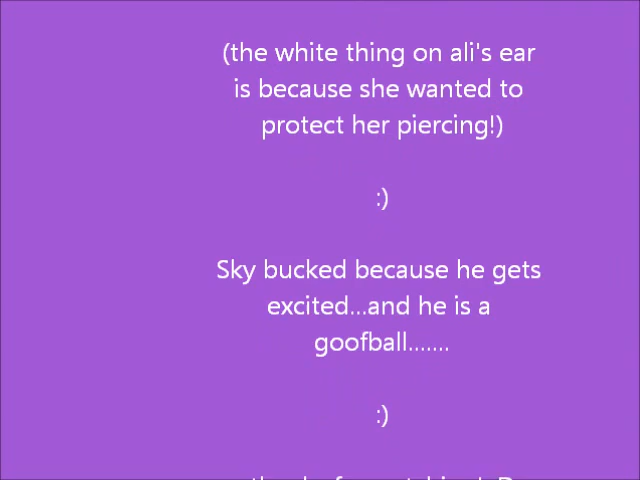 (the white thing on ali's ear
is because she wanted to
protect her piercing!)
:)
Sky bucked because he gets
excited...and he is a
goofball.......
:)